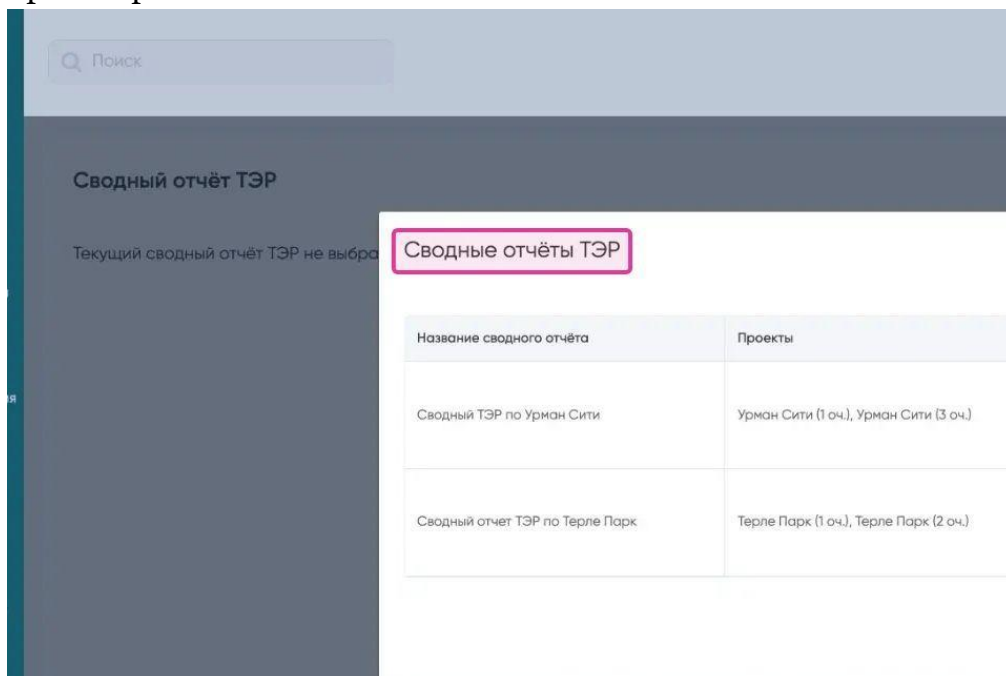 Поиск
Сводный отчёт ТЭР
Текущий сводный отчёт ТЭР не выбра
Сводные отчёты ТЭР
Название сводного отчёта Проекты
Сводный ТЭР по Урман Сити Урман Сити (1 оч.), Урман Сити (3 оч.)
Сводный отчет ТЭР по Терле Парк Терле Парк (1 оч.), Терле Парк (2 оч.)